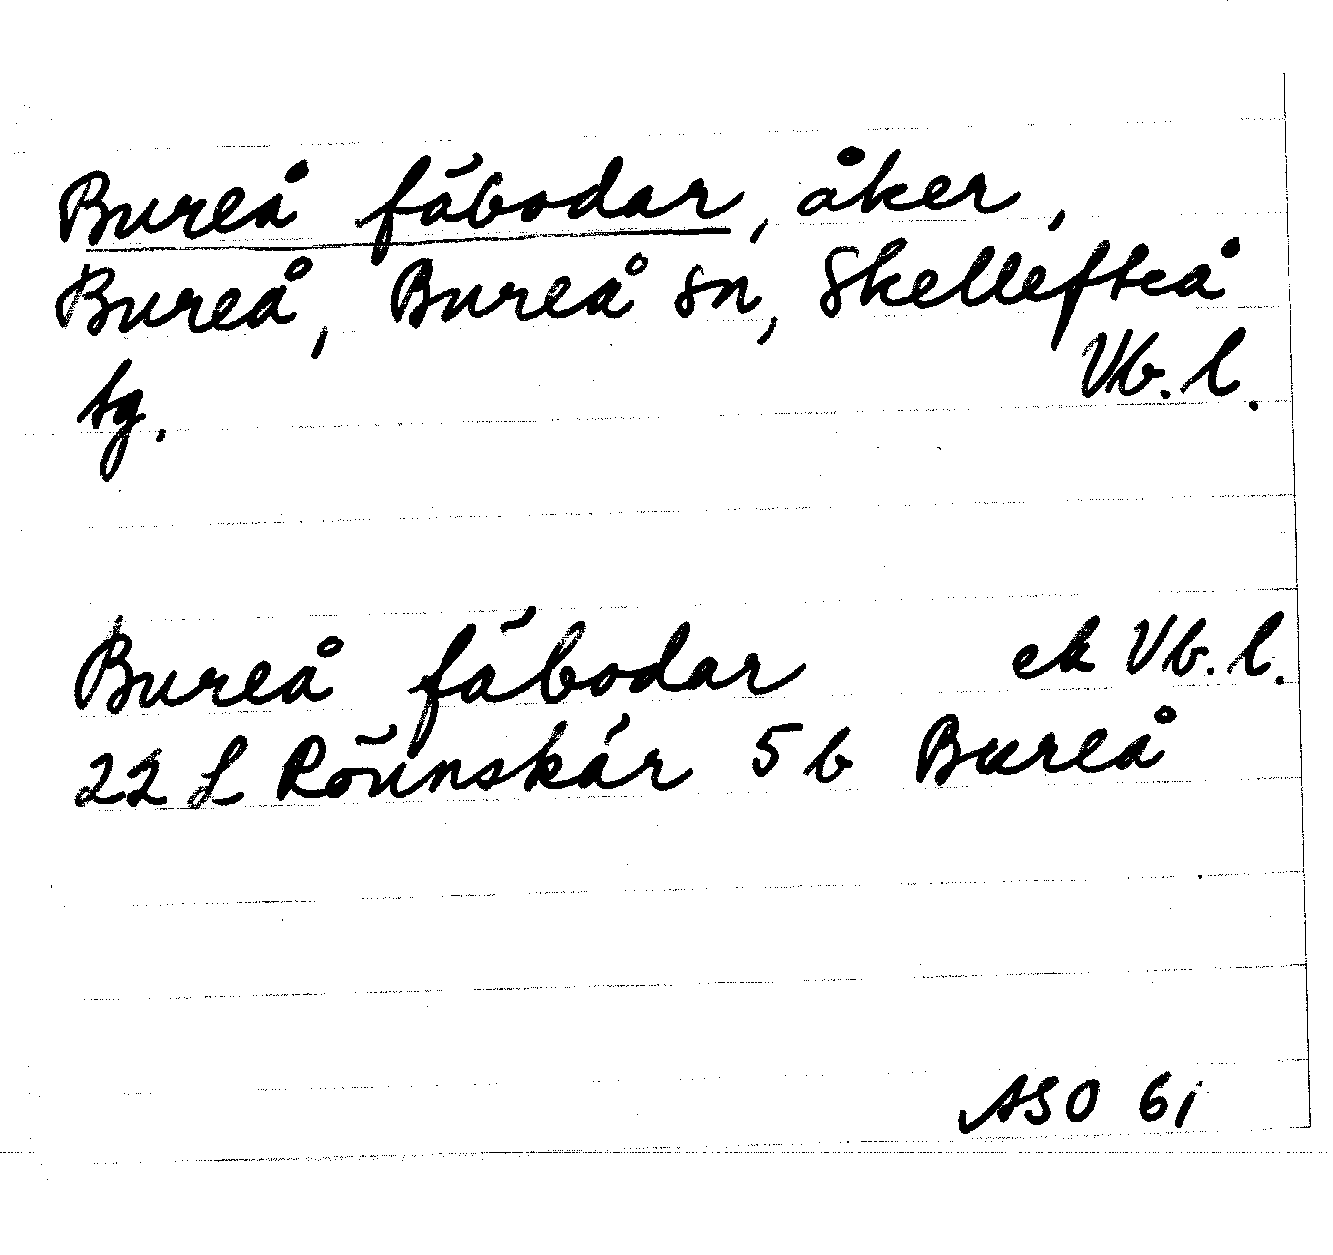 Bureå fäbodar, åker,
Bureå, Bureå sn, Skellefteå
tg. Vb. l.
Bureå fäbodar ek Vb. l.
22 L Rönnskär 5 b Bureå
ASO 61